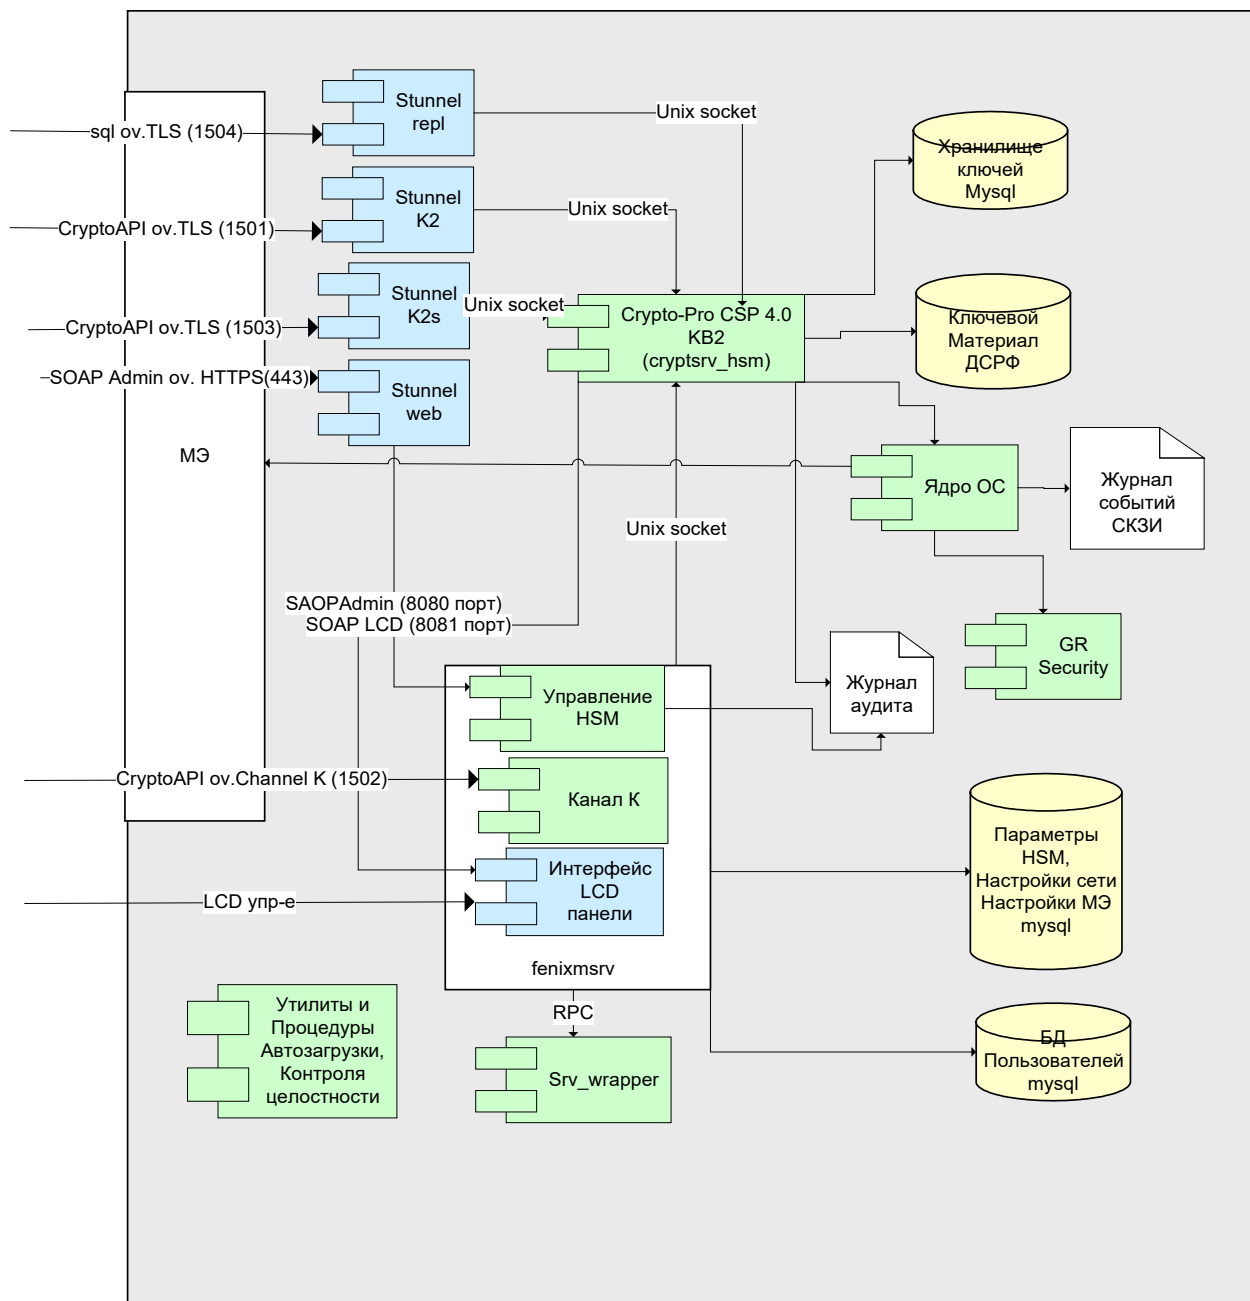 Stunnel
repl
Unix socket
sql ov.TLS (1504)
Хранилище
ключей
Mysql
Stunnel
K2
Unix socket
CryptoAPI ov.TLS (1501)
Stunnel
K2s
Unix socket
CryptoAPI ov.TLS (1503)
Crypto-Pro CSP 4.0
KB2
(cryptsrv_hsm)
Ключевой
Материал
ДСРФ
SOAP Admin ov. HTTPS(443)
Stunnel
web
МЭ
Ядро ОС
Журнал
событий
СКЗИ
Unix socket
SAOPAdmin (8080 порт)
SOAP LCD (8081 порт)
GR
Security
Управление
HSM
Журнал
аудита
CryptoAPI ov.Channel K (1502)
Канал К
Интерфейс
LCD
панели
LCD упр-е
Параметры
HSM,
Настройки сети
Настройки МЭ
mysql
fenixmsrv
RPC
Утилиты и
Процедуры
Автозагрузки,
Контроля
целостности
Srv_wrapper
БД
Пользователей
mysql